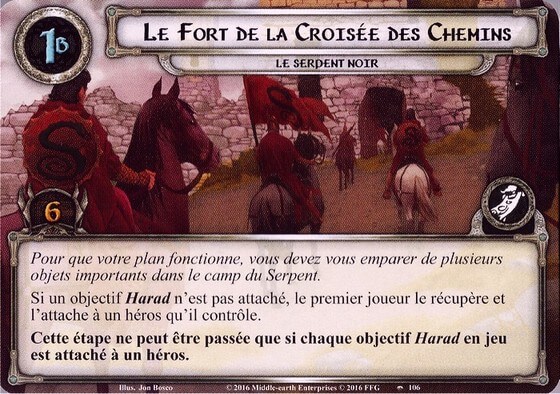 1B
Le Fort de la Croisée des Chemins
Le Serpent Noir
6
Pour que votre plan fonctionne, vous devez vous emparer de plusieurs
objets importants dans le camp du Serpent.
Si un objectif Harad n'est pas attaché, le premier joueur le récupère et
l'attache à un héros qu'il contrôle.
Cette étape ne peut être passée que si chaque objectif Harad en jeu
est attaché à un héros.
Illus. Jon Bosco
© 2016 Middle-earth Enterprises © 2016 FFG 106